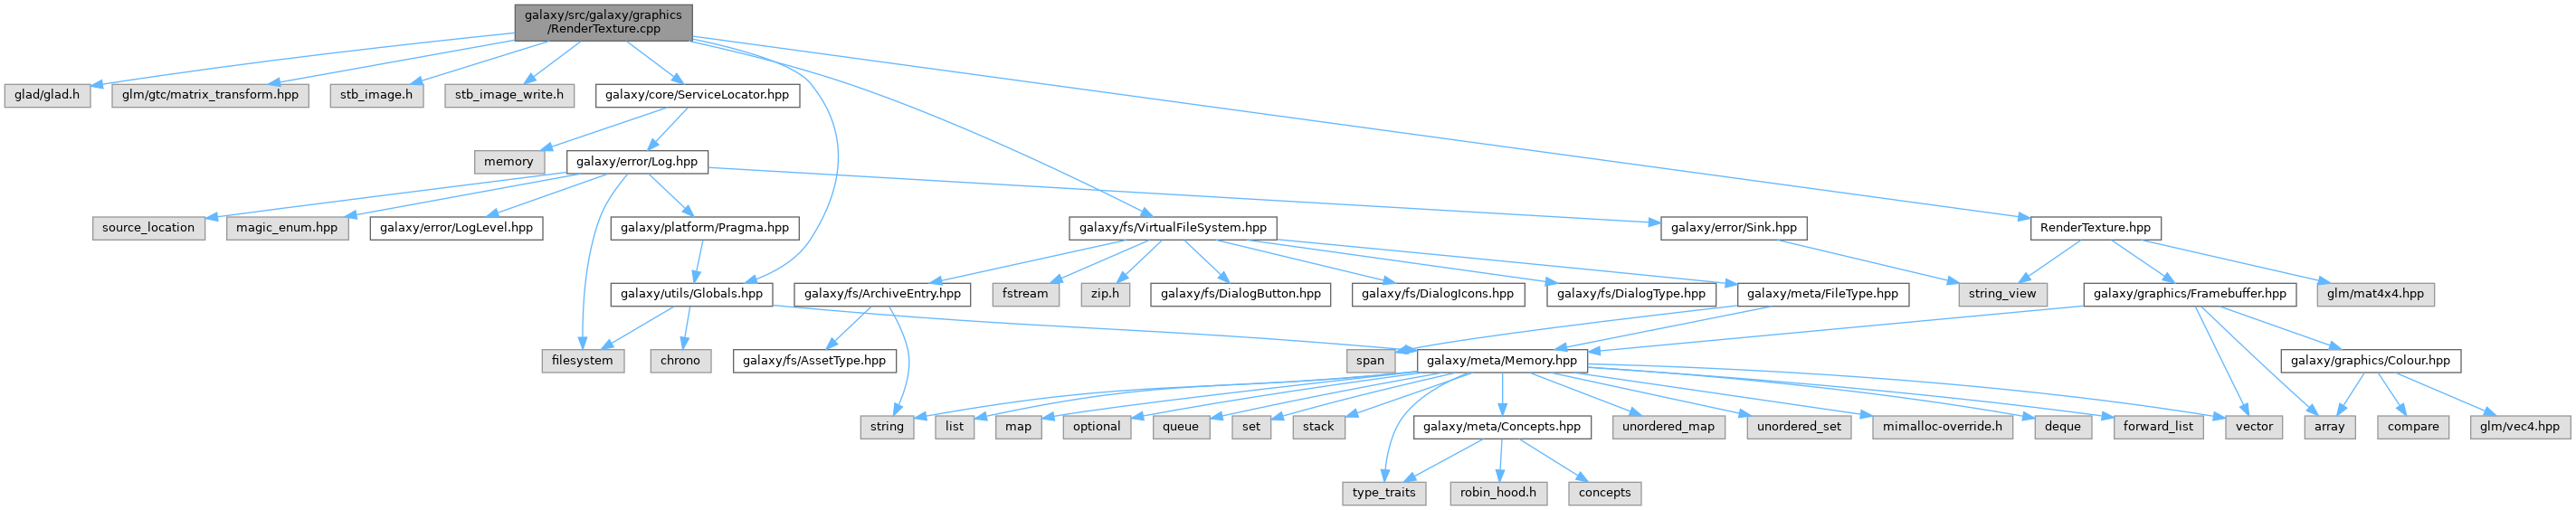 galaxy/src/galaxy/graphics
/RenderTexture.cpp
glad/glad.h
glm/gtc/matrix_transform.hpp
stb_image.h
stb_image_write.h
galaxy/core/ServiceLocator.hpp
memory
galaxy/error/Log.hpp
source_location
magic_enum.hpp
galaxy/error/LogLevel.hpp
galaxy/platform/Pragma.hpp
galaxy/fs/VirtualFileSystem.hpp
galaxy/error/Sink.hpp
RenderTexture.hpp
galaxy/utils/Globals.hpp
galaxy/fs/ArchiveEntry.hpp
fstream
zip.h
galaxy/fs/DialogButton.hpp
galaxy/fs/DialogIcons.hpp
galaxy/fs/DialogType.hpp
galaxy/meta/FileType.hpp
string_view
galaxy/graphics/Framebuffer.hpp
glm/mat4x4.hpp
filesystem
chrono
galaxy/fs/AssetType.hpp
span
galaxy/meta/Memory.hpp
galaxy/graphics/Colour.hpp
string
list
map
optional
queue
set
stack
galaxy/meta/Concepts.hpp
unordered_map
unordered_set
mimalloc-override.h
deque
forward_list
vector
array
compare
glm/vec4.hpp
type_traits
robin_hood.h
concepts